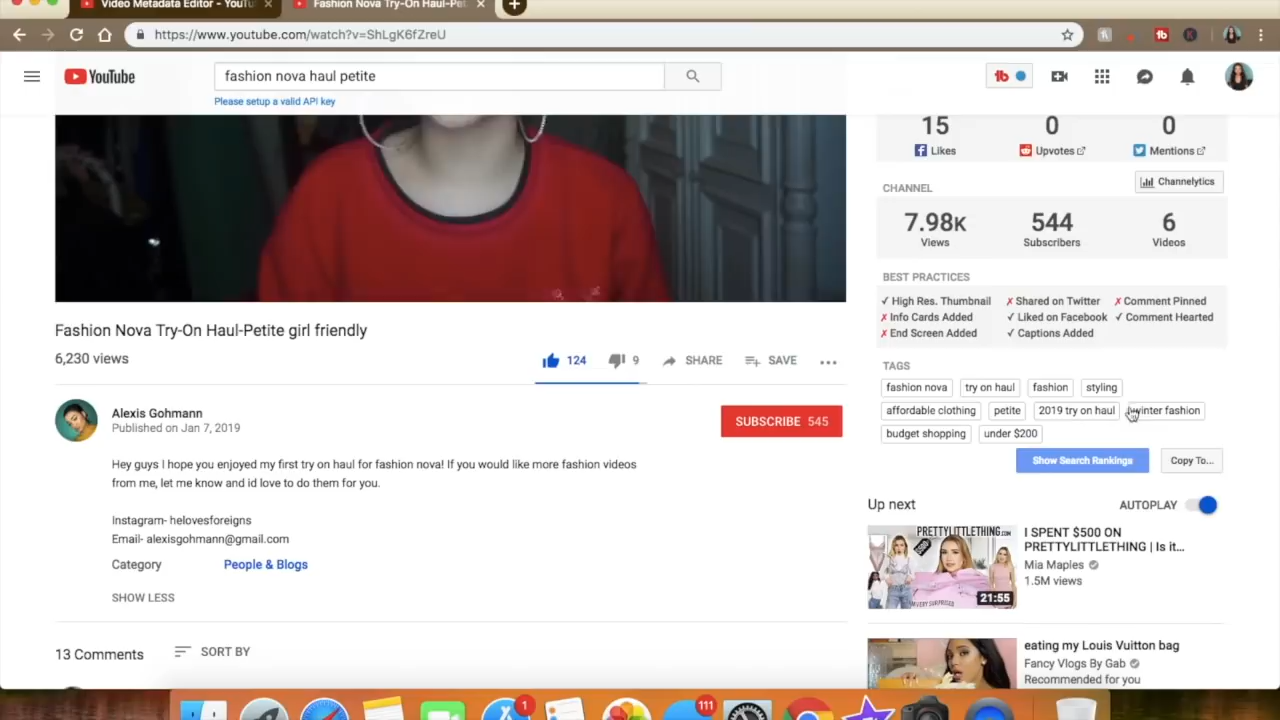 Video Metadata Editor - YouTu
Fashion Nova Try-On Haul-Pet
https://www.youtube.com/watch?v=ShLgK6fZreU
YouTube
fashion nova haul petite
Please setup a valid API key
15
0
0
Likes
Upvotes
Mentions
CHANNEL
Channelytics
7.98K
544
6
Views
Subscribers
Videos
BEST PRACTICES
✓ High Res. Thumbnail
✗ Shared on Twitter
✗ Comment Pinned
✗ Info Cards Added
✓ Liked on Facebook
✓ Comment Hearted
✗ End Screen Added
✓ Captions Added
TAGS
fashion nova
try on haul
fashion
styling
affordable clothing
petite
2019 try on haul
winter fashion
budget shopping
under $200
Show Search Rankings
Copy To...
Fashion Nova Try-On Haul-Petite girl friendly
6,230 views
124
9
SHARE
SAVE
Alexis Gohmann
Published on Jan 7, 2019
SUBSCRIBE 545
Hey guys I hope you enjoyed my first try on haul for fashion nova! If you would like more fashion videos
from me, let me know and id love to do them for you.
Instagram- helovesforeigns
Email- alexisgohmann@gmail.com
Category
People & Blogs
SHOW LESS
13 Comments
SORT BY
Up next
AUTOPLAY
PRETTYLITTLETHING
21:55
I SPENT $500 ON
PRETTYLITTLETHING | Is it...
Mia Maples
1.5M views
eating my Louis Vuitton bag
Fancy Vlogs By Gab
Recommended for you
1
111